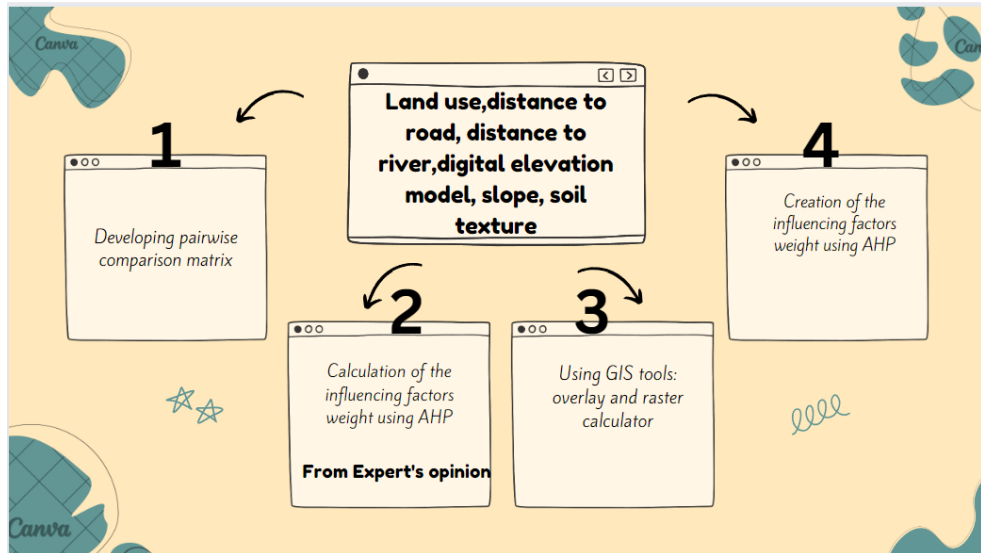 Canva
Canva
Land use,distance to
road, distance to
river,digital elevation
model, slope, soil
texture
1
Developing pairwise
comparison matrix
2
Calculation of the
influencing factors
weight using AHP
From Expert's opinion
3
Using GIS tools:
overlay and raster
calculator
4
Creation of the
influencing factors
weight using AHP
Canva